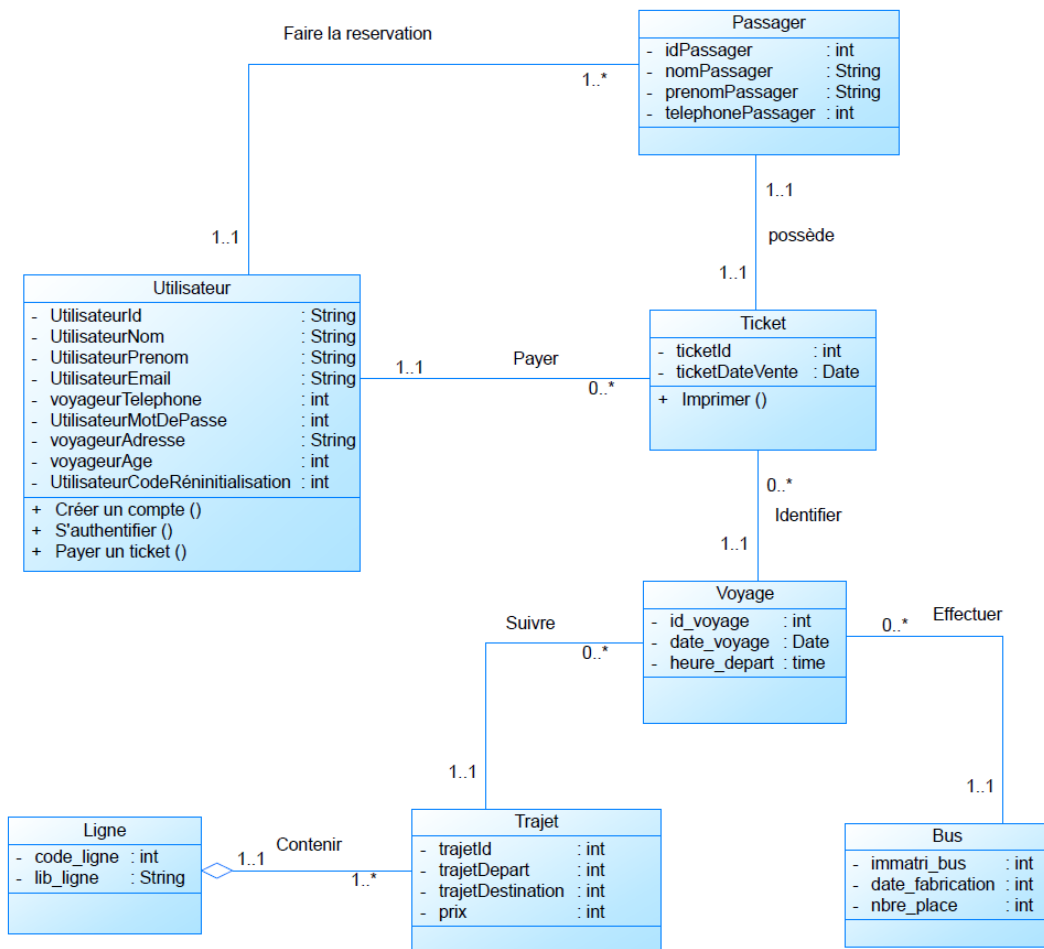 Passager
- idPassager : int
- nomPassager : String
- prenomPassager : String
- telephonePassager : int
Faire la reservation
1..*
1..1
1..1
possède
1..1
Utilisateur
- UtilisateurId : String
- UtilisateurNom : String
- UtilisateurPrenom : String
- UtilisateurEmail : String
- voyageurTelephone : int
- UtilisateurMotDePasse : int
- voyageurAdresse : String
- voyageurAge : int
- UtilisateurCodeRéninitialisation : int
+ Créer un compte ()
+ S'authentifier ()
+ Payer un ticket ()
1..1
Payer
0..*
Ticket
- ticketId : int
- ticketDateVente : Date
+ Imprimer ()
0..*
Identifier
1..1
Voyage
- id_voyage : int
- date_voyage : Date
- heure_depart : time
Suivre
0..*
1..1
0..*
Effectuer
1..1
Ligne
- code_ligne : int
- lib_ligne : String
Contenir
1..1
1..*
Trajet
- trajetId : int
- trajetDepart : int
- trajetDestination : int
- prix : int
Bus
- immatri_bus : int
- date_fabrication : int
- nbre_place : int